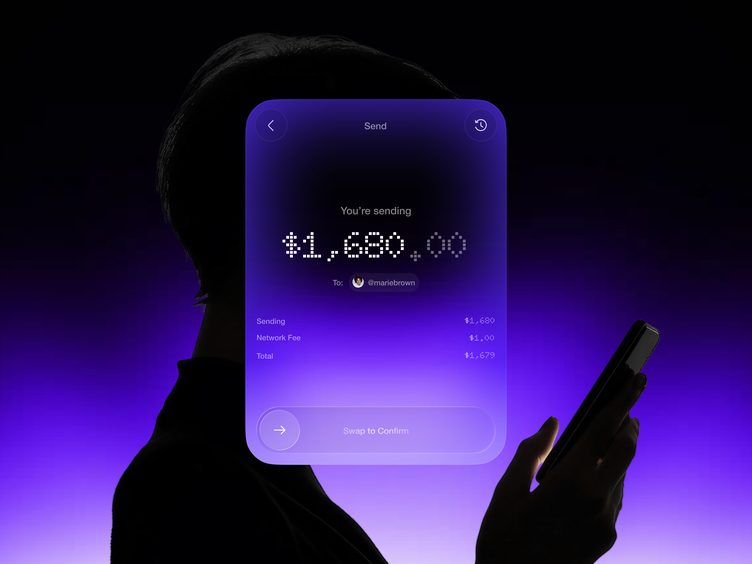 Send
You're sending
$1,680,00
To: @mariebrown
Sending $1,680
Network Fee $1,00
Total $1,679
Swap to Confirm